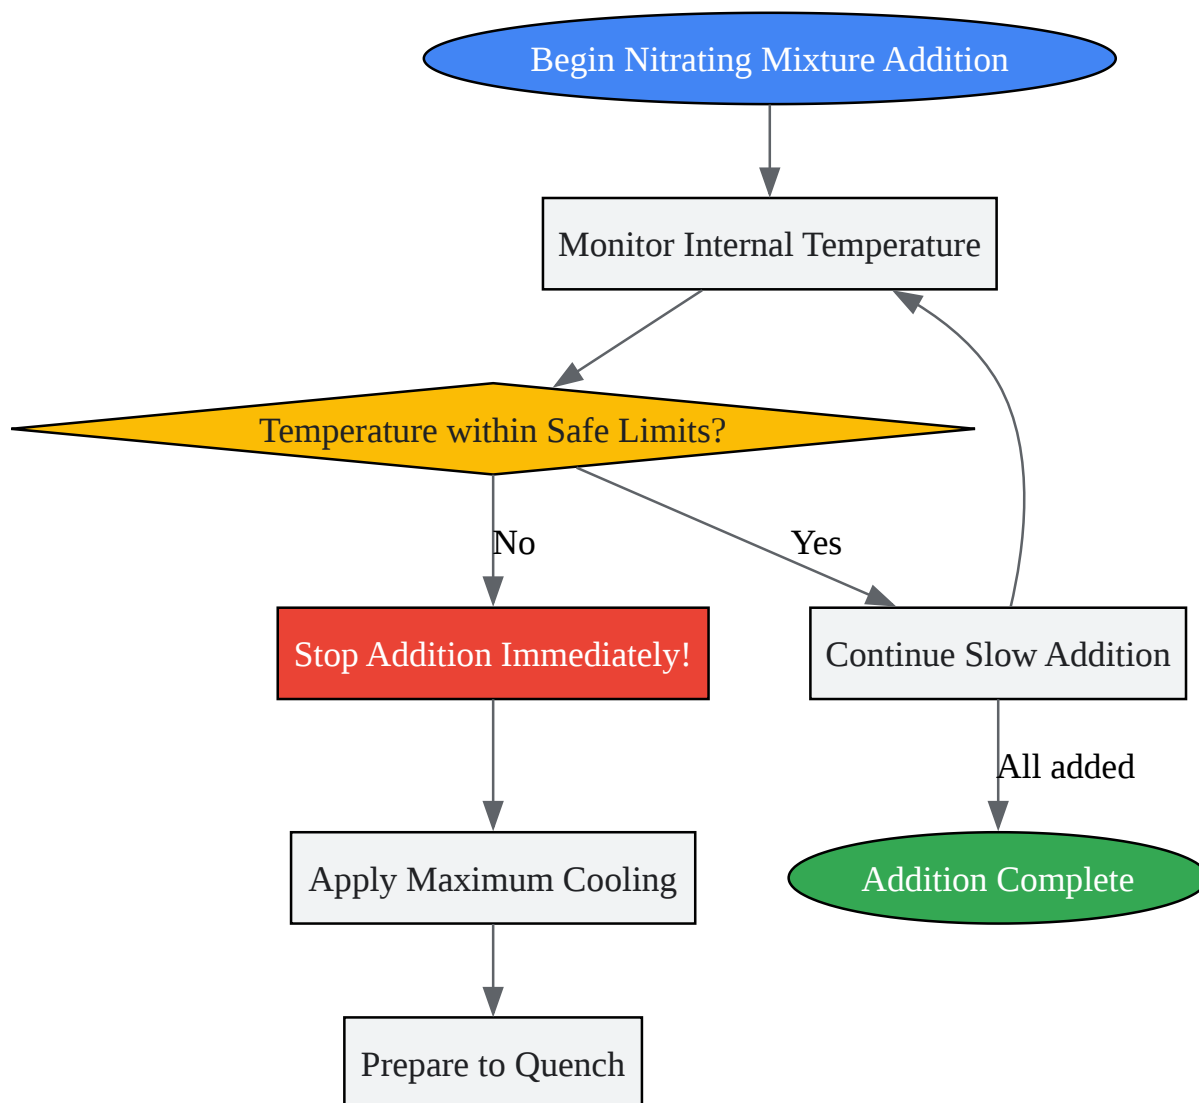 Begin Nitrating Mixture Addition
Monitor Internal Temperature
Temperature within Safe Limits?
No
Yes
Stop Addition Immediately!
Continue Slow Addition
All added
Apply Maximum Cooling
Addition Complete
Prepare to Quench